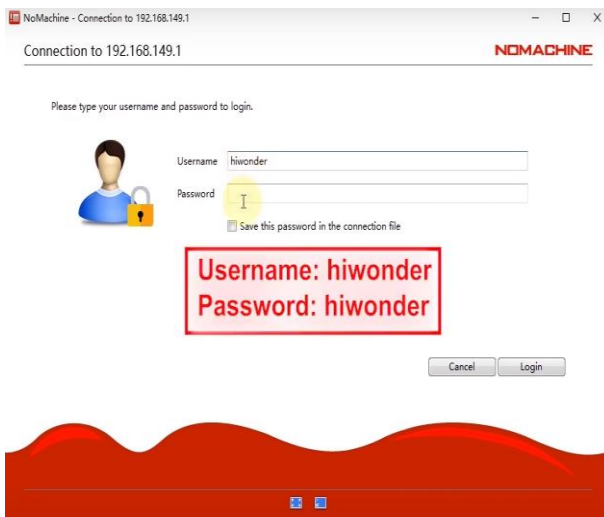 NoMachine - Connection to 192.168.149.1
Connection to 192.168.149.1
NOMACHINE
Please type your username and password to login.
Username
hiwonder
Password
Save this password in the connection file
Username: hiwonder
Password: hiwonder
Cancel
Login